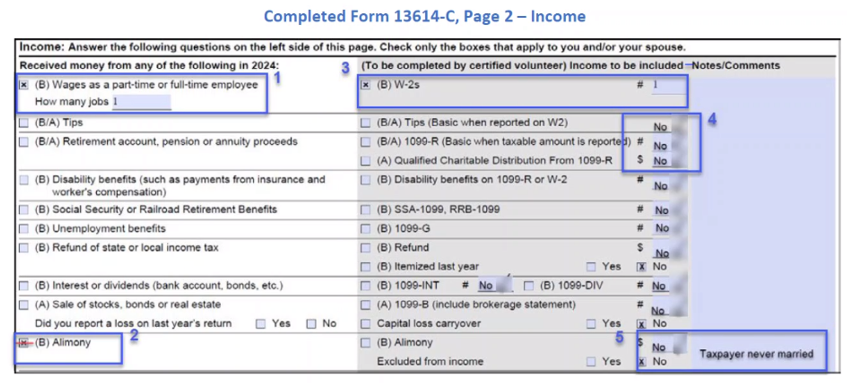 Completed Form 13614-C, Page 2 – Income
Income: Answer the following questions on the left side of this page. Check only the boxes that apply to you and/or your spouse.
Received money from any of the following in 2024: 3 (To be completed by certified volunteer) Income to be included Notes/Comments
1
(B) Wages as a part-time or full-time employee (B) W-2s # 1
How many jobs 1
(B/A) Tips (B/A) Tips (Basic when reported on W2) No 4
(B/A) Retirement account, pension or annuity proceeds (B/A) 1099-R (Basic when taxable amount is reported) # No
(A) Qualified Charitable Distribution From 1099-R $ No
(B) Disability benefits (such as payments from insurance and (B) Disability benefits on 1099-R or W-2 # No
worker's compensation)
(B) Social Security or Railroad Retirement Benefits (B) SSA-1099, RRB-1099 # No
(B) Unemployment benefits (B) 1099-G # No
(B) Refund of state or local income tax (B) Refund $ No
(B) Itemized last year Yes No
(B) Interest or dividends (bank account, bonds, etc.) (B) 1099-INT # No (B) 1099-DIV # No
(A) Sale of stocks, bonds or real estate (A) 1099-B (include brokerage statement) # No
Did you report a loss on last year's return Yes No Capital loss carryover Yes No
2 5
(B) Alimony (B) Alimony $ No Taxpayer never married
Excluded from income Yes No